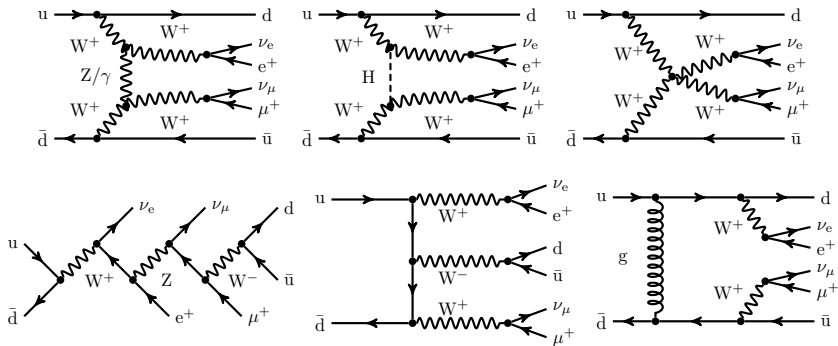 u d
W⁺ W⁺ νₑ
e⁺
Z/γ
W⁺ νμ
μ⁺
W⁺
d̄ ū
u d
W⁺ W⁺ νₑ
e⁺
H
W⁺ νμ
μ⁺
W⁺
d̄ ū
u d
W⁺ W⁺ νₑ
e⁺
νμ
W⁺ W⁺ μ⁺
d̄ ū
νₑ νμ d
u
W⁺ Z W⁻
d̄ ū
e⁺ μ⁺
u νₑ
W⁺ e⁺
d
W⁻ ū
W⁺ νμ
d̄ μ⁺
u d
W⁺ νₑ
e⁺
g
νμ
W⁺ μ⁺
d̄ ū